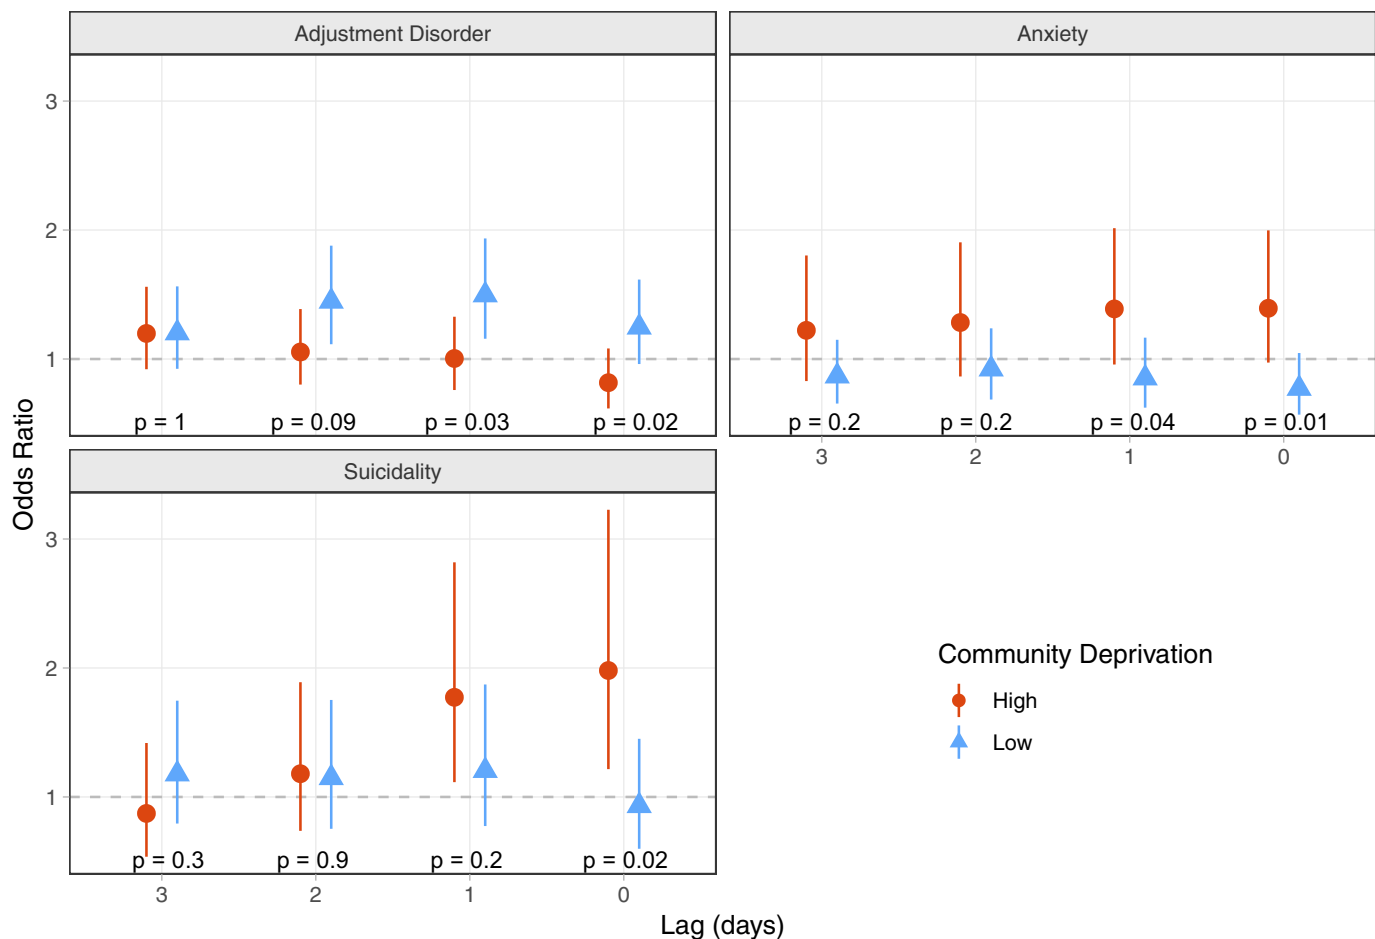 Adjustment Disorder
Anxiety
3
2
1
p = 1
p = 0.09
p = 0.03
p = 0.02
p = 0.2
p = 0.2
p = 0.04
p = 0.01
3
2
1
0
Suicidality
3
2
1
p = 0.3
p = 0.9
p = 0.2
p = 0.02
3
2
1
0
Odds Ratio
Lag (days)
Community Deprivation
High
Low